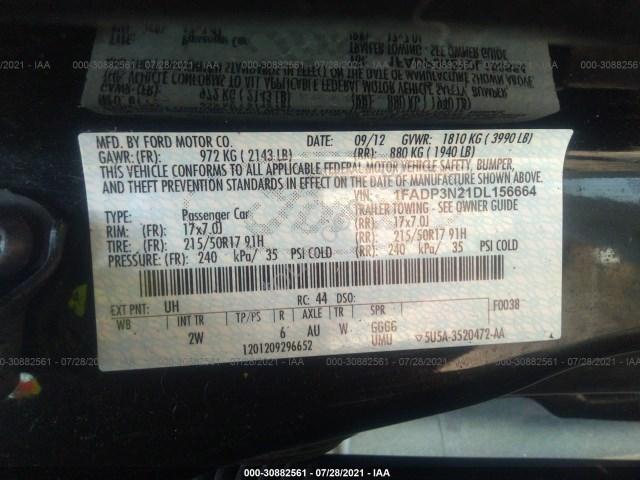 000-30882561 - 07/28/2021 - IAA
MFD. BY FORD MOTOR CO. DATE: 09/12 GVWR: 1810 KG ( 3990 LB)
GAWR: (FR): 972 KG ( 2143 LB) (RR): 880 KG ( 1940 LB)
THIS VEHICLE CONFORMS TO ALL APPLICABLE FEDERAL MOTOR VEHICLE SAFETY, BUMPER,
AND THEFT PREVENTION STANDARDS IN EFFECT ON THE DATE OF MANUFACTURE SHOWN ABOVE.
VIN: 1FADP3N21DL156664
TYPE: Passenger Car TRAILER TOWING - SEE OWNER GUIDE
RIM: (FR): 17x7.0J (RR): 17x7.0J
TIRE: (FR): 215/50R17 91H (RR): 215/50R17 91H
PRESSURE: (FR): 240 kPa/ 35 PSI COLD (RR): 240 kPa/ 35 PSI COLD
EXT PNT: UH RC: 44 DSO: F0038
WB INT TR TP/PS R AXLE TR SPR
2W 6 AU W GGG6
UMU
1201209296652 5U5A-3520472-AA
000-30882561 - 07/28/2021 - IAA